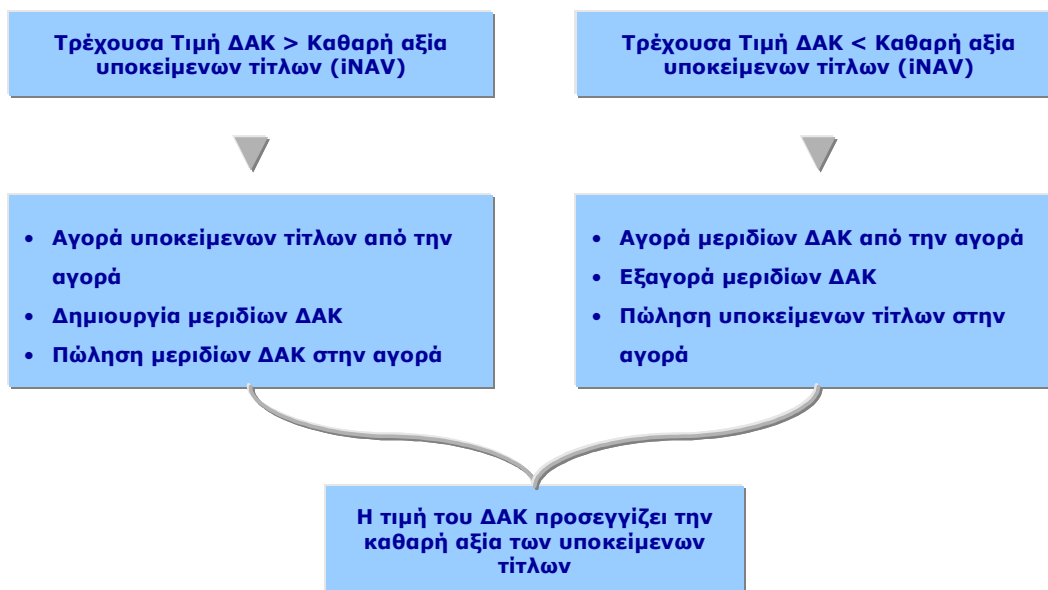 Τρέχουσα Τιμή ΔΑΚ > Καθαρή αξία
υποκείμενων τίτλων (iNAV)
Τρέχουσα Τιμή ΔΑΚ < Καθαρή αξία
υποκείμενων τίτλων (iNAV)
• Αγορά υποκείμενων τίτλων από την
αγορά
• Δημιουργία μεριδίων ΔΑΚ
• Πώληση μεριδίων ΔΑΚ στην αγορά
• Αγορά μεριδίων ΔΑΚ από την αγορά
• Εξαγορά μεριδίων ΔΑΚ
• Πώληση υποκείμενων τίτλων στην
αγορά
Η τιμή του ΔΑΚ προσεγγίζει την
καθαρή αξία των υποκείμενων
τίτλων